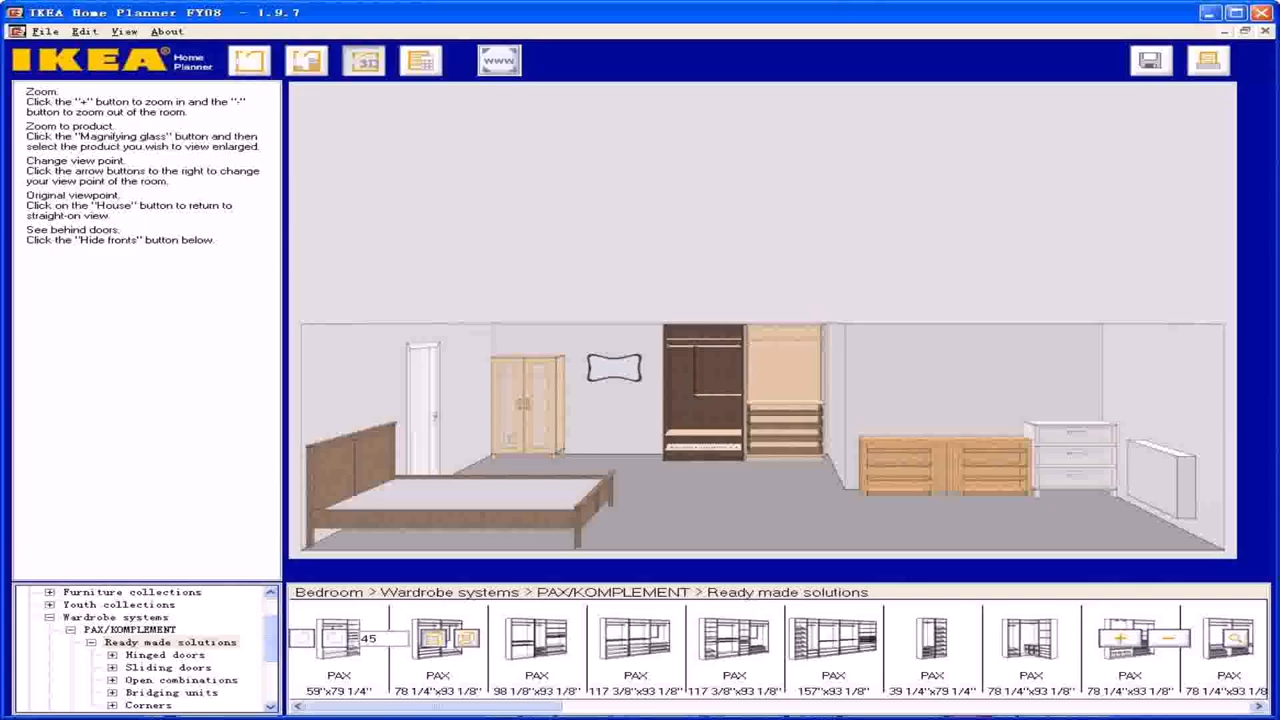 IKEA Home Planner FY08 - 1.9.7
File Edit View About
IKEA® Home Planner
3D
WWW
Zoom.
Click the "+" button to zoom in and the "-"
button to zoom out of the room.
Zoom to product.
Click the "Magnifying glass" button and then
select the product you wish to view enlarged.
Change view point.
Click the arrow buttons to the right to change
your view point of the room.
Original viewpoint.
Click on the "House" button to return to
straight-on view.
See behind doors.
Click the "Hide fronts" button below.
Furniture collections
Youth collections
Wardrobe systems
PAX/KOMPLEMENT
Ready made solutions
Hinged doors
Sliding doors
Open combinations
Bridging units
Corners
Bedroom > Wardrobe systems > PAX/KOMPLEMENT > Ready made solutions
45
PAX PAX PAX PAX PAX PAX PAX PAX PAX PAX
59"x79 1/4" 78 1/4"x93 1/8" 98 1/8"x93 1/8" 117 3/8"x93 1/8" 117 3/8"x93 1/8" 157"x93 1/8" 39 1/4"x79 1/4" 78 1/4"x93 1/8" 78 1/4"x93 1/8" 78 1/4"x93 1/8"